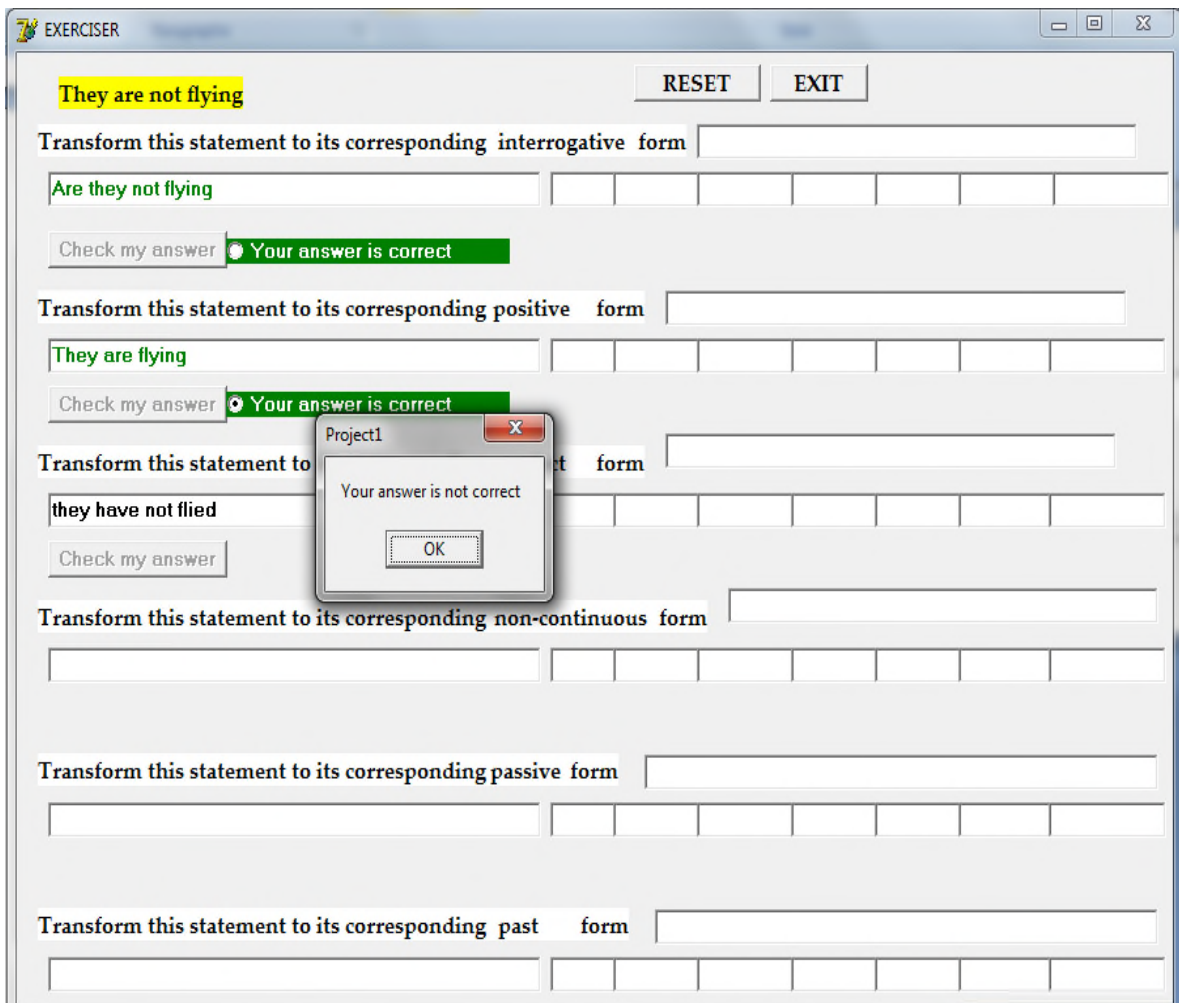 EXERCISER
They are not flying
RESET EXIT
Transform this statement to its corresponding interrogative form
Are they not flying
Check my answer Your answer is correct
Transform this statement to its corresponding positive form
They are flying
Check my answer Your answer is correct
Project1
Transform this statement to ct form
Your answer is not correct
they have not flied
OK
Check my answer
Transform this statement to its corresponding non-continuous form
Transform this statement to its corresponding passive form
Transform this statement to its corresponding past form